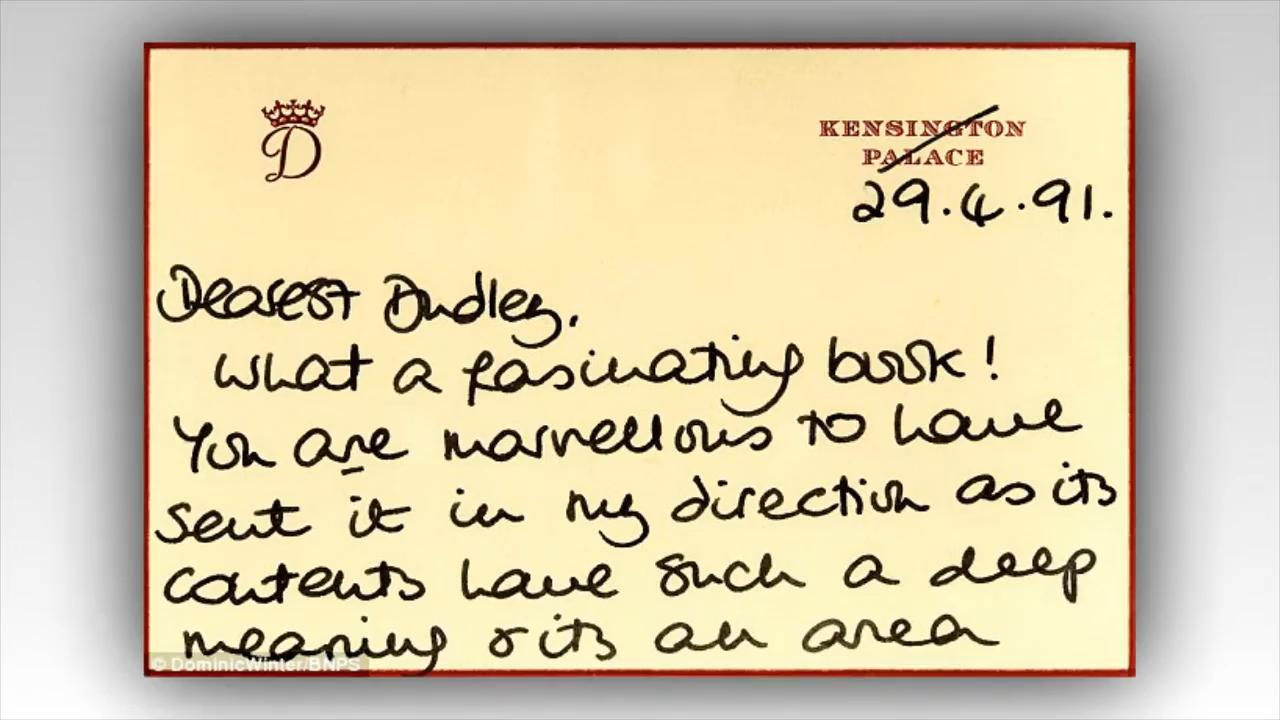 D
KENSINGTON
PALACE
29.4.91.
Dearest Dudley,
What a fascinating book!
You are marvellous to have
sent it in my direction as its
contents have such a deep
meaning & its an area
© DominicWinter/BNPS